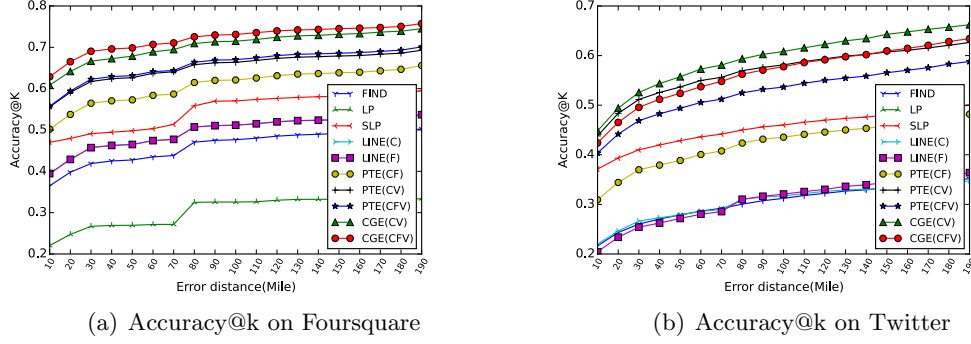 0.8
0.7
0.6
0.5
0.4
0.3
0.2
Accuracy@K
10 20 30 40 50 60 70 80 90 100 110 120 130 140 150 160 170 180 190
Error distance(Mile)
FIND
LP
SLP
LINE(C)
LINE(F)
PTE(CF)
PTE(CV)
PTE(CFV)
CGE(CV)
CGE(CFV)
(a) Accuracy@k on Foursquare
0.7
0.6
0.5
0.4
0.3
0.2
Accuracy@K
10 20 30 40 50 60 70 80 90 100 110 120 130 140 150 160 170 180 190
Error distance(Mile)
FIND
LP
SLP
LINE(C)
LINE(F)
PTE(CF)
PTE(CV)
PTE(CFV)
CGE(CV)
CGE(CFV)
(b) Accuracy@k on Twitter